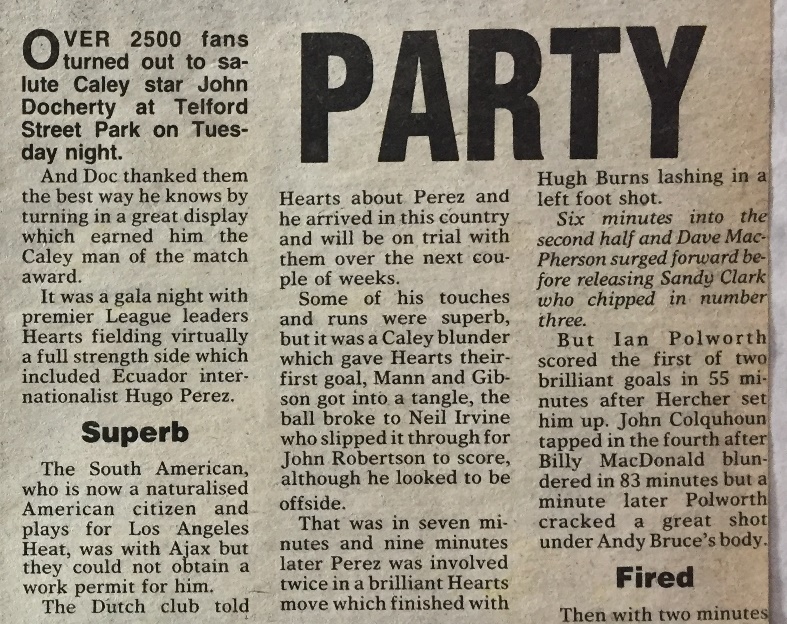 PARTY
OVER 2500 fans
turned out to sa-
lute Caley star John
Docherty at Telford
Street Park on Tues-
day night.
And Doc thanked them
the best way he knows by
turning in a great display
which earned him the
Caley man of the match
award.
It was a gala night with
premier League leaders
Hearts fielding virtually
a full strength side which
included Ecuador inter-
nationalist Hugo Perez.
Superb
The South American,
who is now a naturalised
American citizen and
plays for Los Angeles
Heat, was with Ajax but
they could not obtain a
work permit for him.
The Dutch club told
Hearts about Perez and
he arrived in this country
and will be on trial with
them over the next cou-
ple of weeks.
Some of his touches
and runs were superb,
but it was a Caley blunder
which gave Hearts their-
first goal, Mann and Gib-
son got into a tangle, the
ball broke to Neil Irvine
who slipped it through for
John Robertson to score,
although he looked to be
offside.
That was in seven mi-
nutes and nine minutes
later Perez was involved
twice in a brilliant Hearts
move which finished with
Hugh Burns lashing in a
left foot shot.
Six minutes into the
second half and Dave Mac-
Pherson surged forward be-
fore releasing Sandy Clark
who chipped in number
three.
But Ian Polworth
scored the first of two
brilliant goals in 55 mi-
nutes after Hercher set
him up. John Colquhoun
tapped in the fourth after
Billy MacDonald blun-
dered in 83 minutes but a
minute later Polworth
cracked a great shot
under Andy Bruce's body.
Fired
Then with two minutes